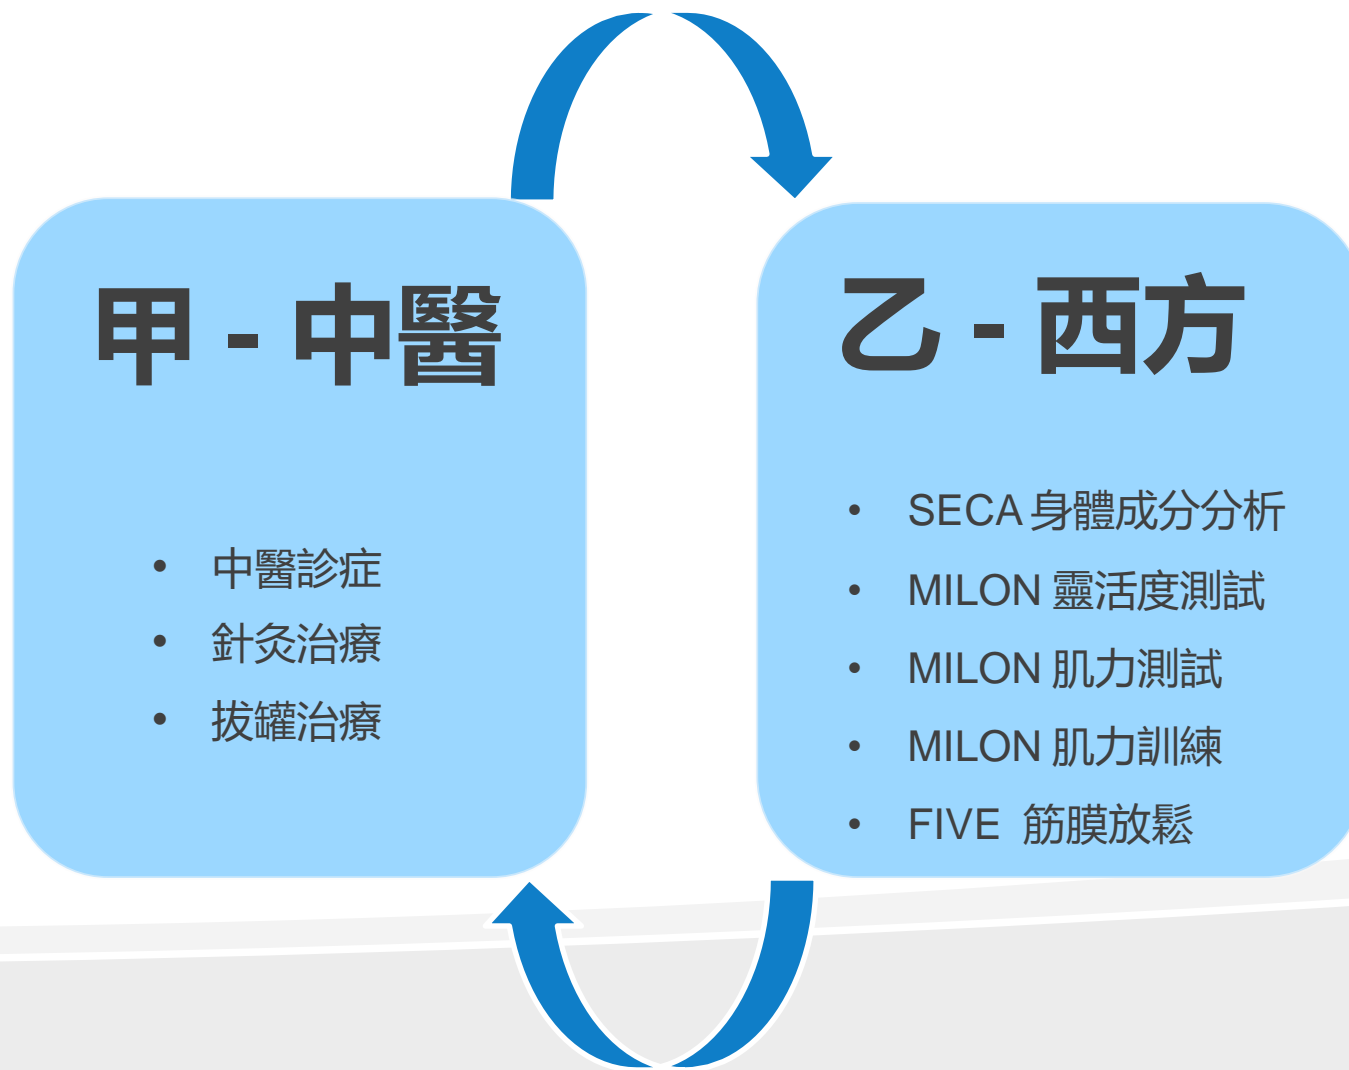 甲 - 中醫
• 中醫診症
• 針灸治療
• 拔罐治療
乙 - 西方
• SECA 身體成分分析
• MILON 靈活度測試
• MILON 肌力測試
• MILON 肌力訓練
• FIVE 筋膜放鬆